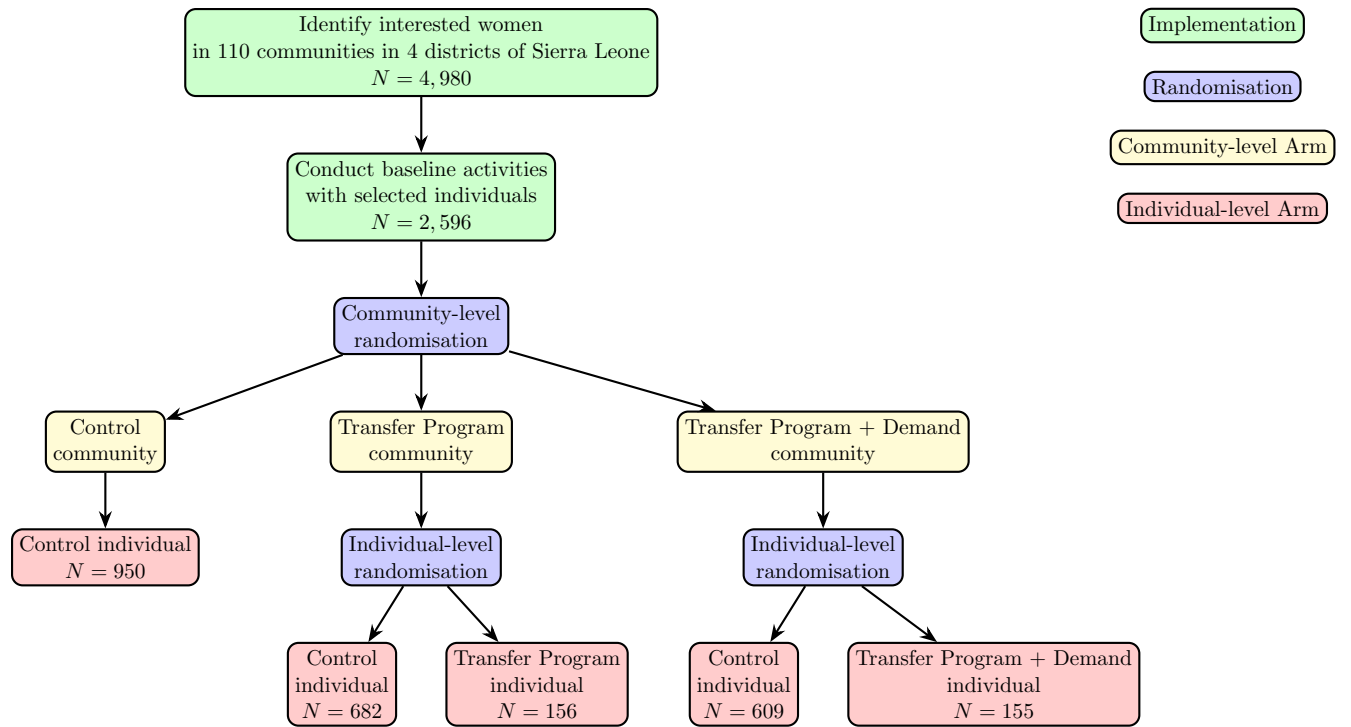 Identify interested women
in 110 communities in 4 districts of Sierra Leone
N = 4, 980
Implementation
Randomisation
Community-level Arm
Individual-level Arm
Conduct baseline activities
with selected individuals
N = 2, 596
Community-level
randomisation
Control
community
Transfer Program
community
Transfer Program + Demand
community
Control individual
N = 950
Individual-level
randomisation
Individual-level
randomisation
Control
individual
N = 682
Transfer Program
individual
N = 156
Control
individual
N = 609
Transfer Program + Demand
individual
N = 155